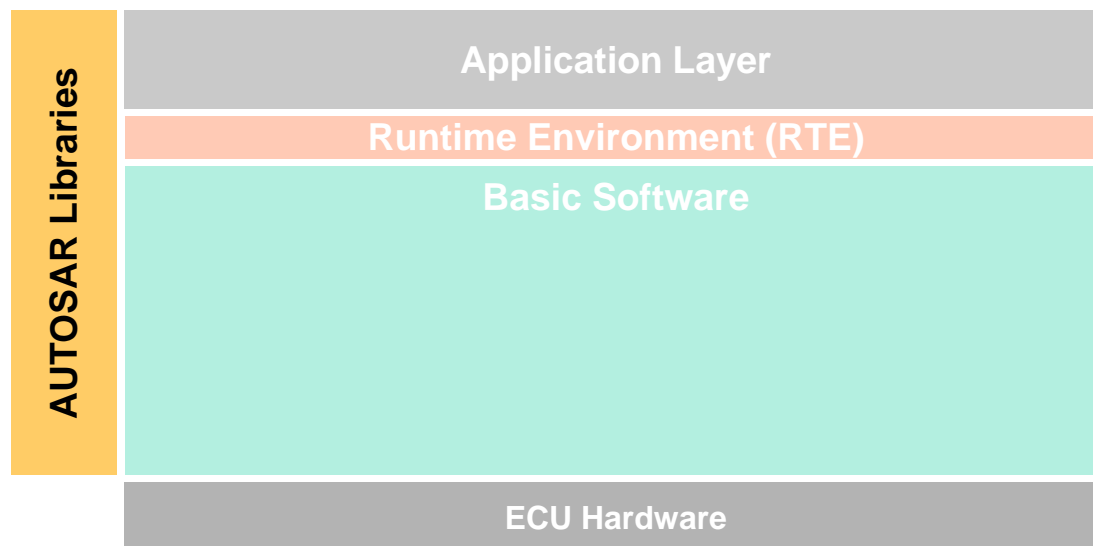 AUTOSAR Libraries
Application Layer
Runtime Environment (RTE)
Basic Software
ECU Hardware